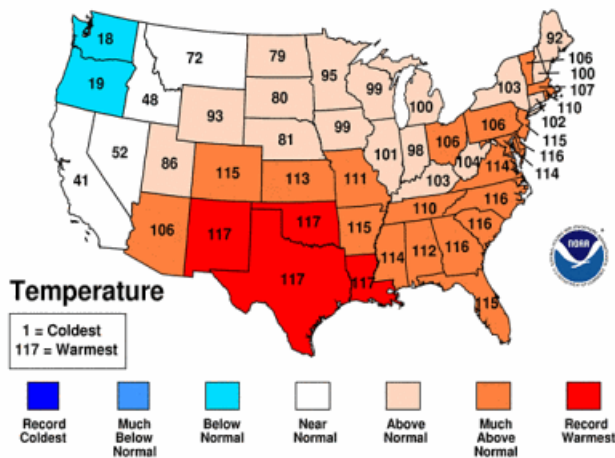 18
19
72
48
41
52
79
80
81
93
86
95
99
99
100
115
113
111
101
98
106
103
104
106
103
92
106
100
107
110
102
115
116
114
114
106
117
117
117
117
115
110
116
116
114
112
116
115
NOAA
Temperature
1 = Coldest
117 = Warmest
Record
Coldest
Much
Below
Normal
Below
Normal
Near
Normal
Above
Normal
Much
Above
Normal
Record
Warmest